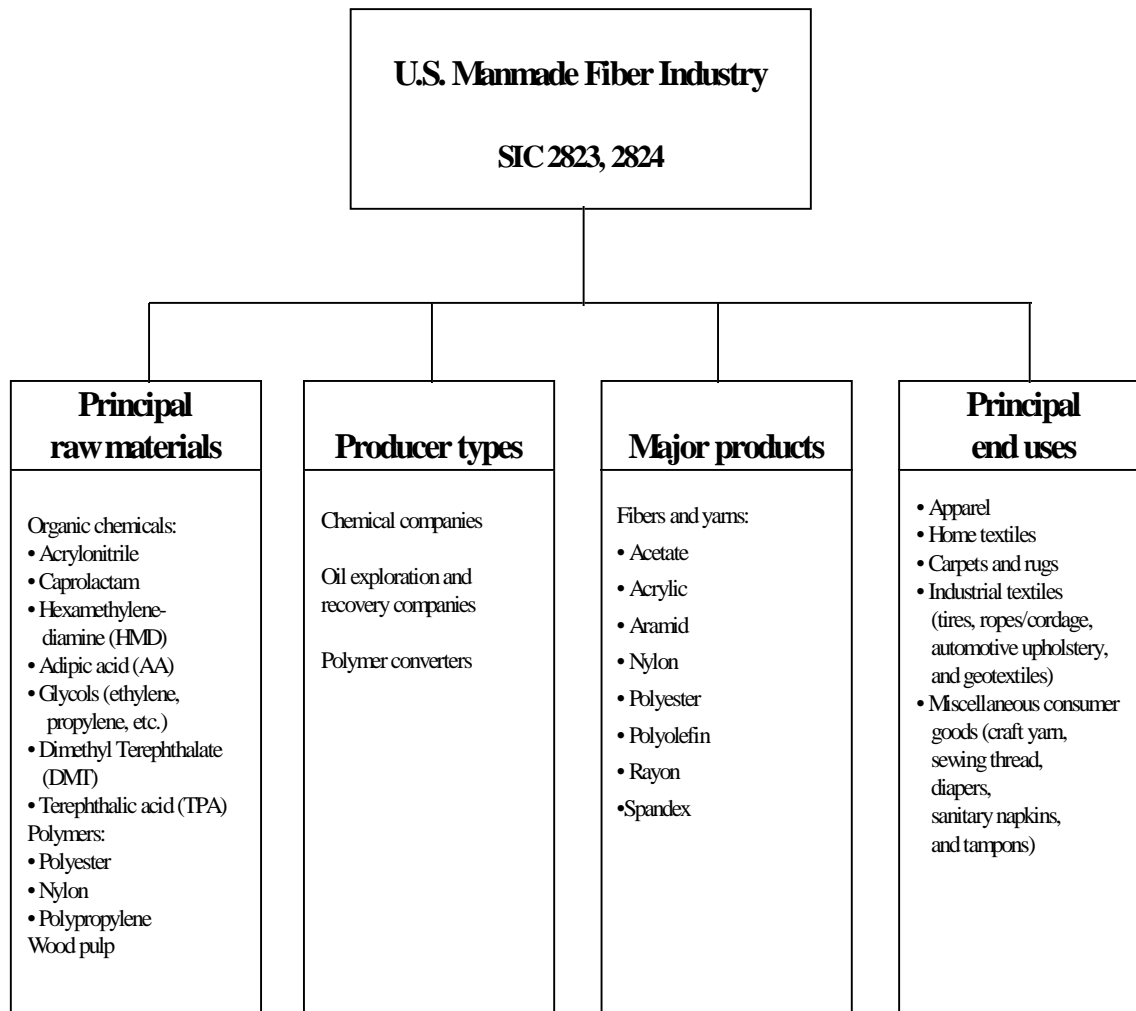 U.S. Manmade Fiber Industry
SIC 2823, 2824
Principal
raw materials
Organic chemicals:
• Acrylonitrile
• Caprolactam
• Hexamethylene-
diamine (HMD)
• Adipic acid (AA)
• Glycols (ethylene,
propylene, etc.)
• Dimethyl Terephthalate
(DMT)
• Terephthalic acid (TPA)
Polymers:
• Polyester
• Nylon
• Polypropylene
Wood pulp
Producer types
Chemical companies
Oil exploration and
recovery companies
Polymer converters
Major products
Fibers and yarns:
• Acetate
• Acrylic
• Aramid
• Nylon
• Polyester
• Polyolefin
• Rayon
•Spandex
Principal
end uses
• Apparel
• Home textiles
• Carpets and rugs
• Industrial textiles
(tires, ropes/cordage,
automotive upholstery,
and geotextiles)
• Miscellaneous consumer
goods (craft yarn,
sewing thread,
diapers,
sanitary napkins,
and tampons)